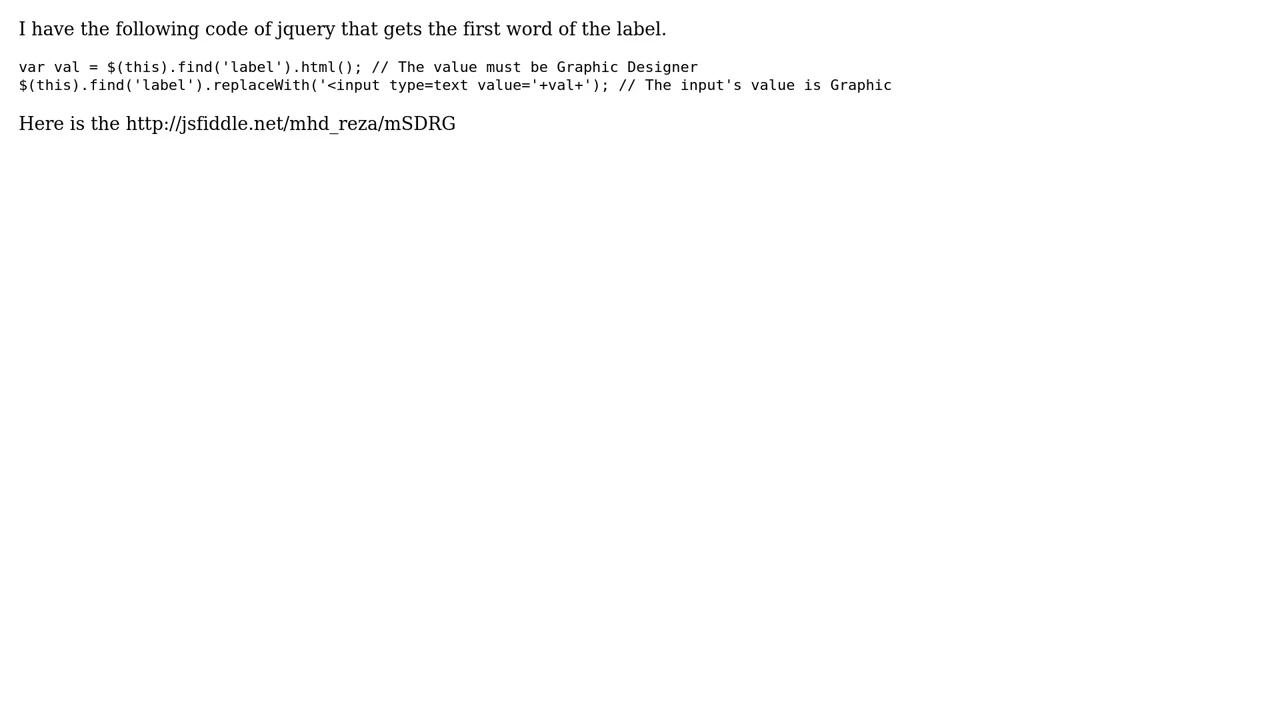 I have the following code of jquery that gets the first word of the label.
var val = $(this).find('label').html(); // The value must be Graphic Designer
$(this).find('label').replaceWith('<input type=text value='+val+'); // The input's value is Graphic
Here is the http://jsfiddle.net/mhd_reza/mSDRG